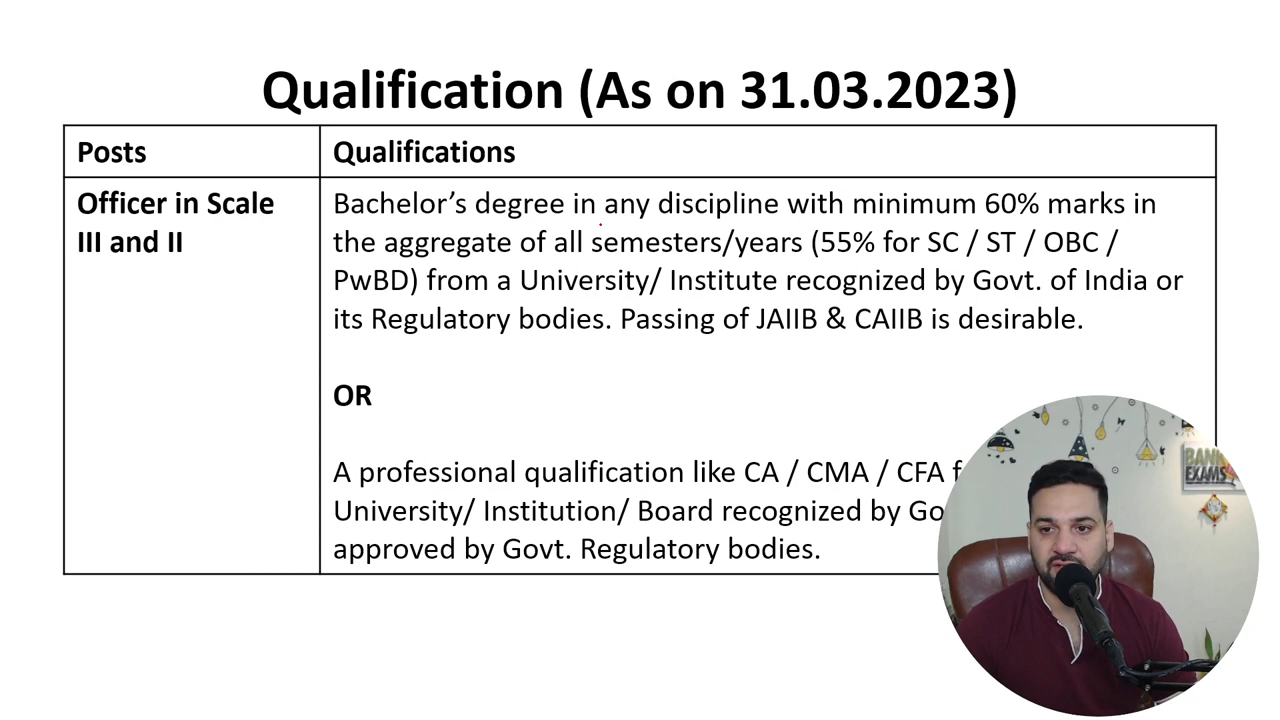 Qualification (As on 31.03.2023)
Posts
Qualifications
Officer in Scale
III and II
Bachelor’s degree in any discipline with minimum 60% marks in
the aggregate of all semesters/years (55% for SC / ST / OBC /
PwBD) from a University/ Institute recognized by Govt. of India or
its Regulatory bodies. Passing of JAIIB & CAIIB is desirable.
OR
A professional qualification like CA / CMA / CFA
University/ Institution/ Board recognized by
approved by Govt. Regulatory bodies.
BANK
EXAMS